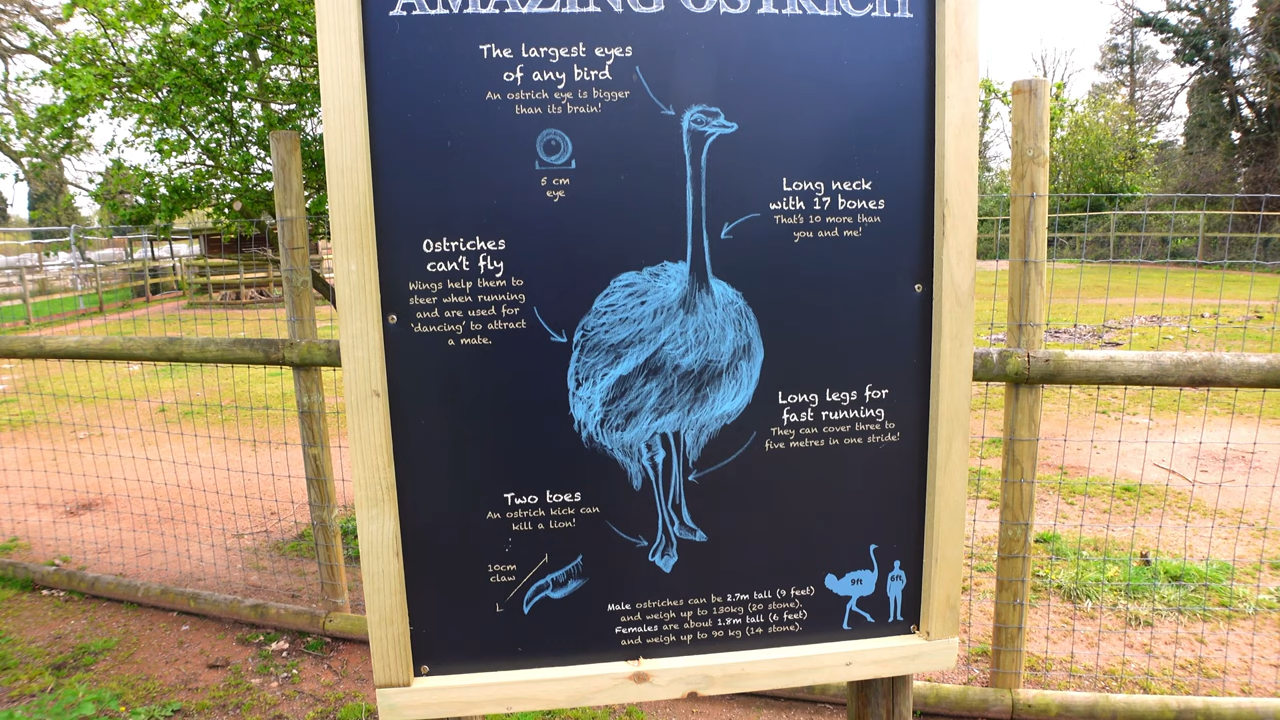 AMAZING OSTRICH
The largest eyes
of any bird
An ostrich eye is bigger
than its brain!
5 cm
eye
Long neck
with 17 bones
That's 10 more than
you and me!
Ostriches
can't fly
Wings help them to
steer when running
and are used for
'dancing' to attract
a mate.
Long legs for
fast running
They can cover three to
five metres in one stride!
Two toes
An ostrich kick can
kill a lion!
10cm
claw
Male ostriches can be 2.7m tall (9 feet)
and weigh up to 130kg (20 stone).
Females are about 1.8m tall (6 feet)
and weigh up to 90 kg (14 stone).
9ft
6ft